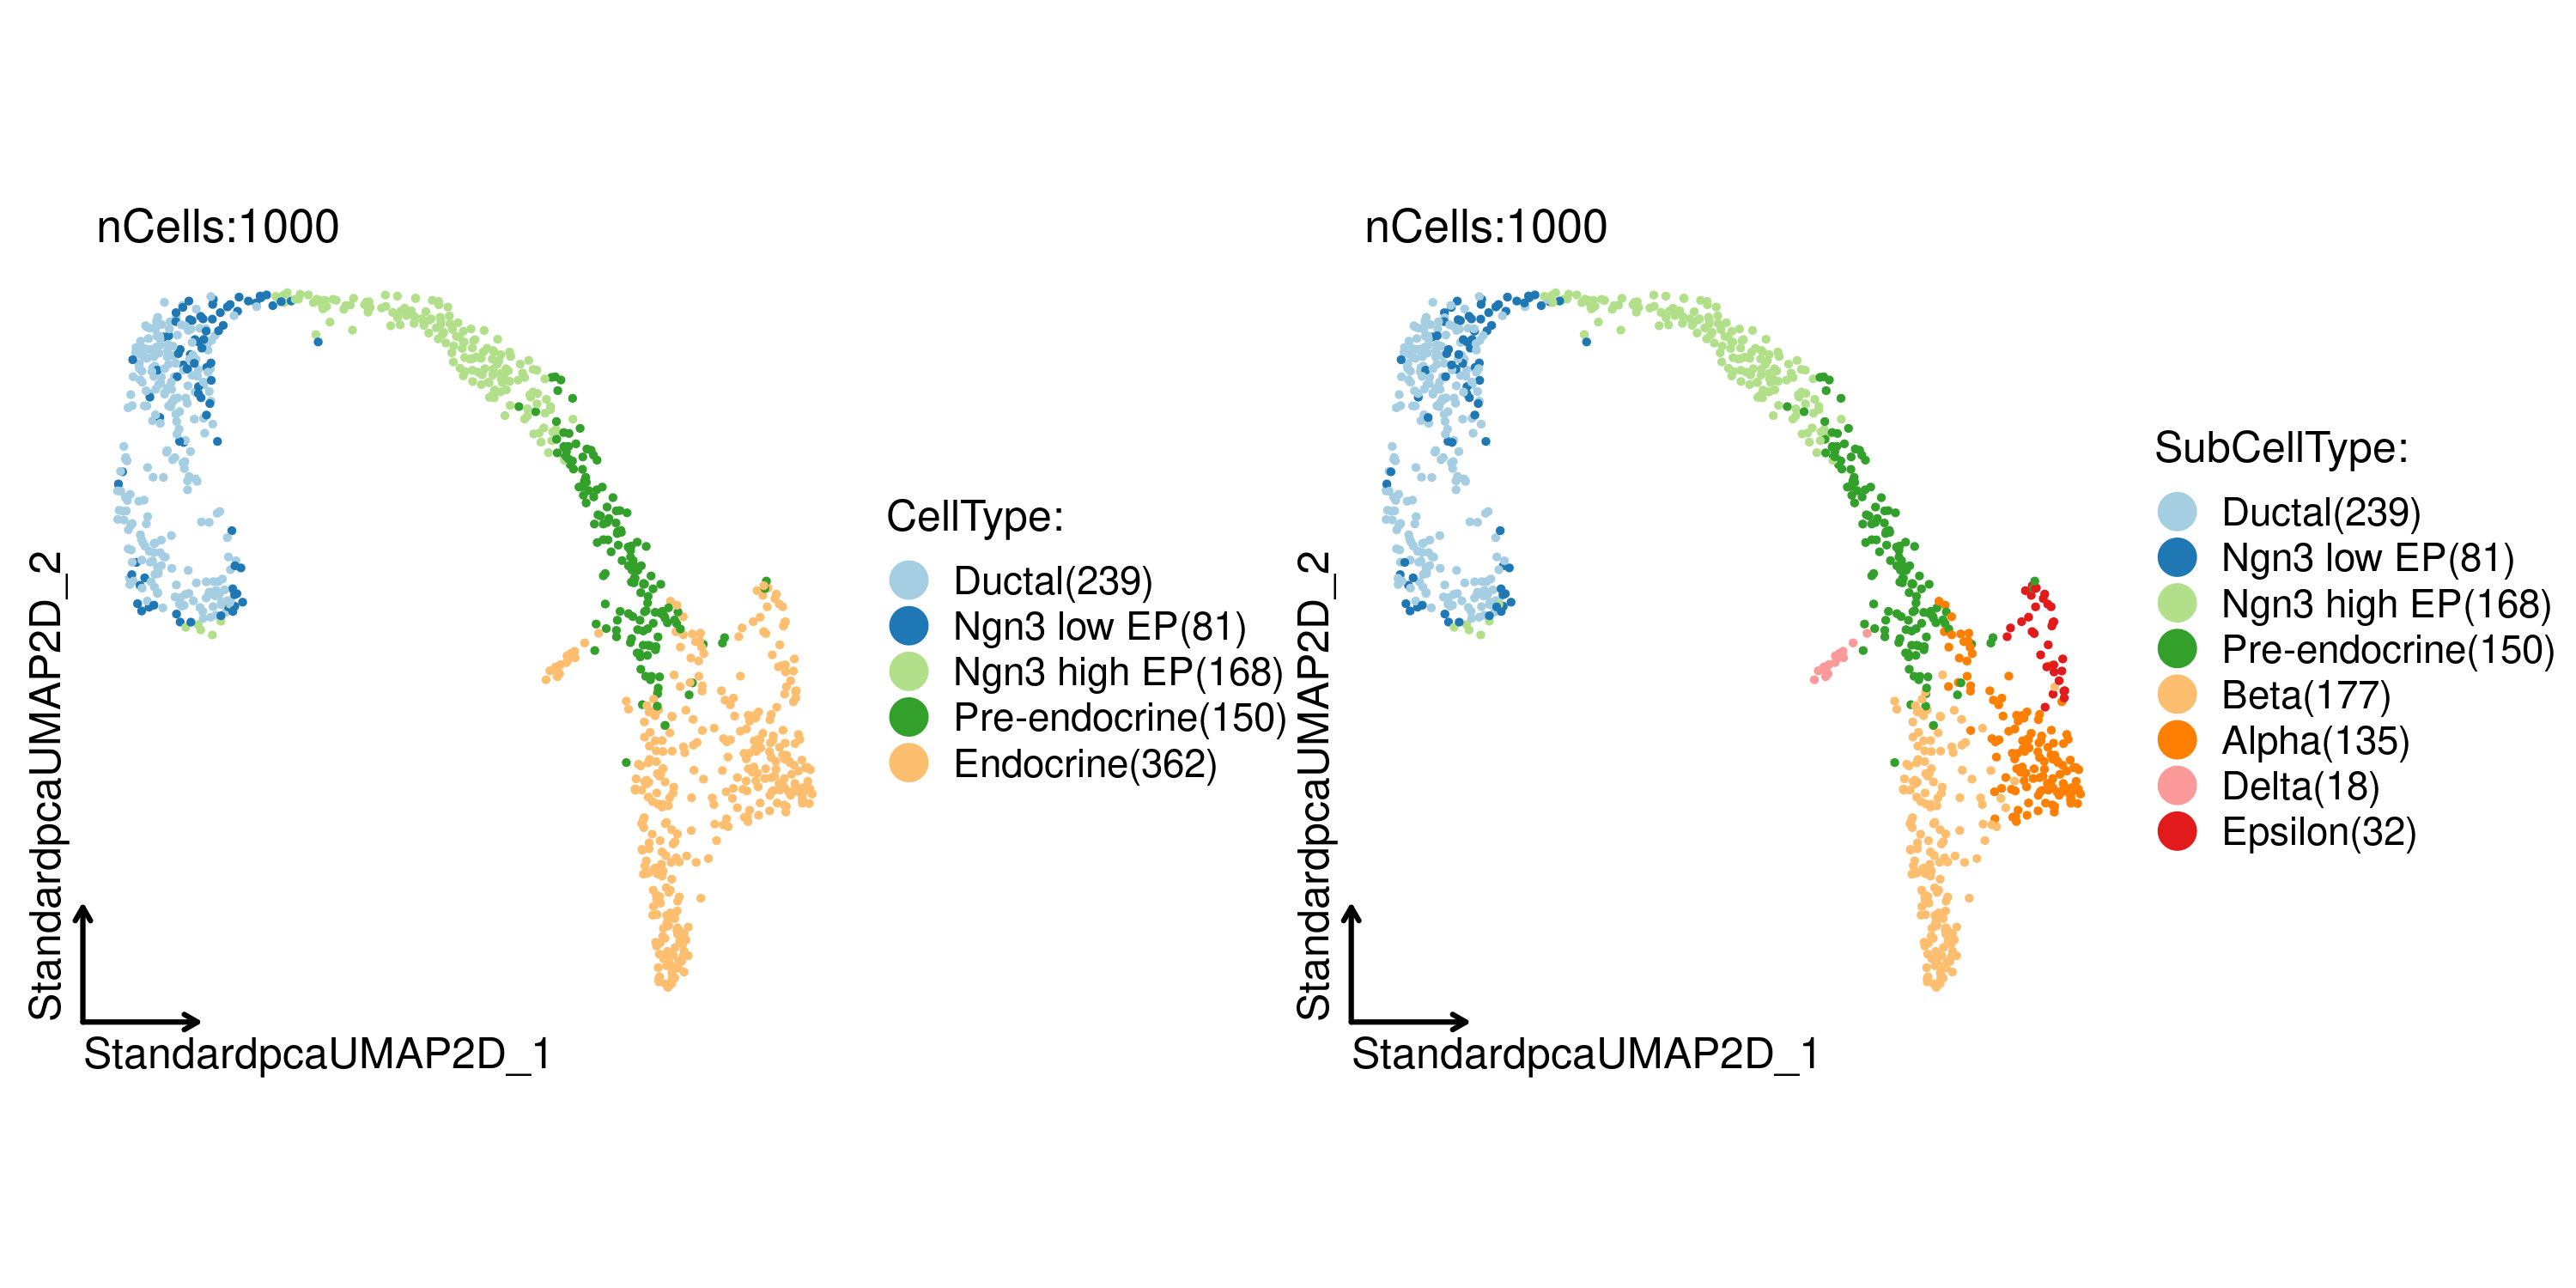 nCells:1000
CellType:
Ductal(239)
Ngn3 low EP(81)
Ngn3 high EP(168)
Pre-endocrine(150)
Endocrine(362)
StandardpcaUMAP2D_2
StandardpcaUMAP2D_1
nCells:1000
SubCellType:
Ductal(239)
Ngn3 low EP(81)
Ngn3 high EP(168)
Pre-endocrine(150)
Beta(177)
Alpha(135)
Delta(18)
Epsilon(32)
StandardpcaUMAP2D_2
StandardpcaUMAP2D_1